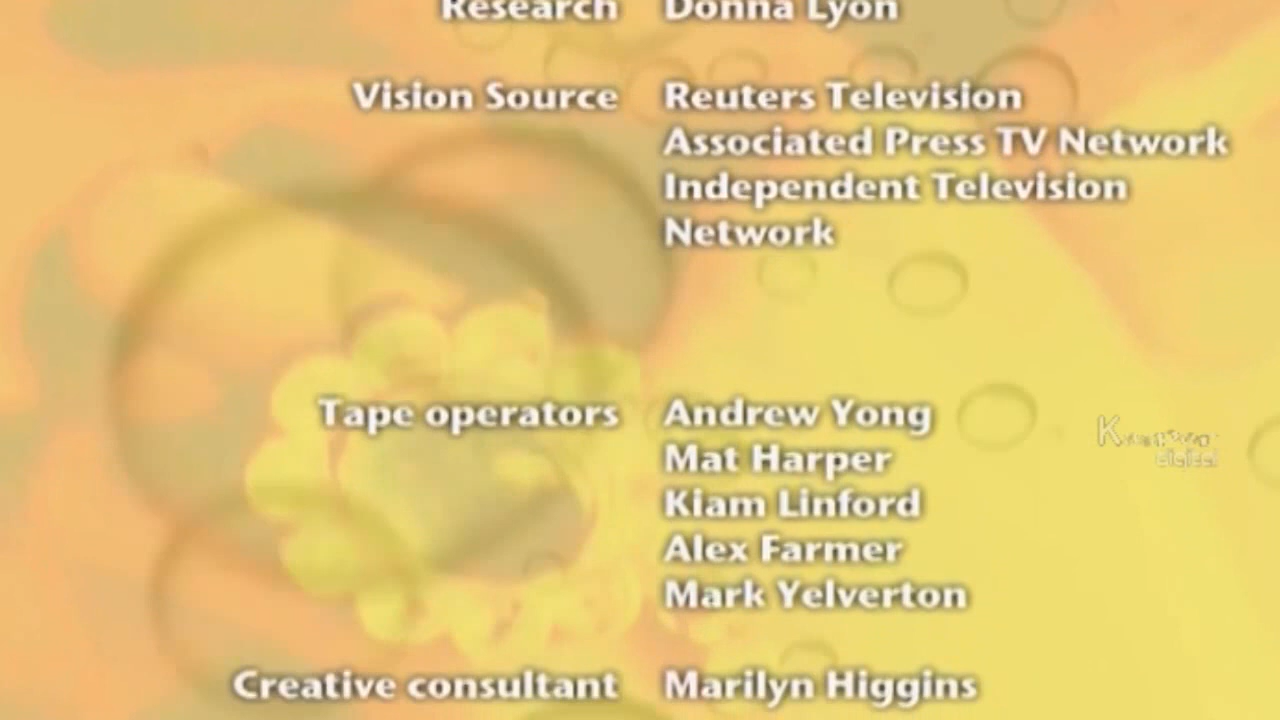 Research Donna Lyon
Vision Source Reuters Television
Associated Press TV Network
Independent Television
Network
Tape operators Andrew Yong
Mat Harper
Kiam Linford
Alex Farmer
Mark Yelverton
Creative consultant Marilyn Higgins
digital